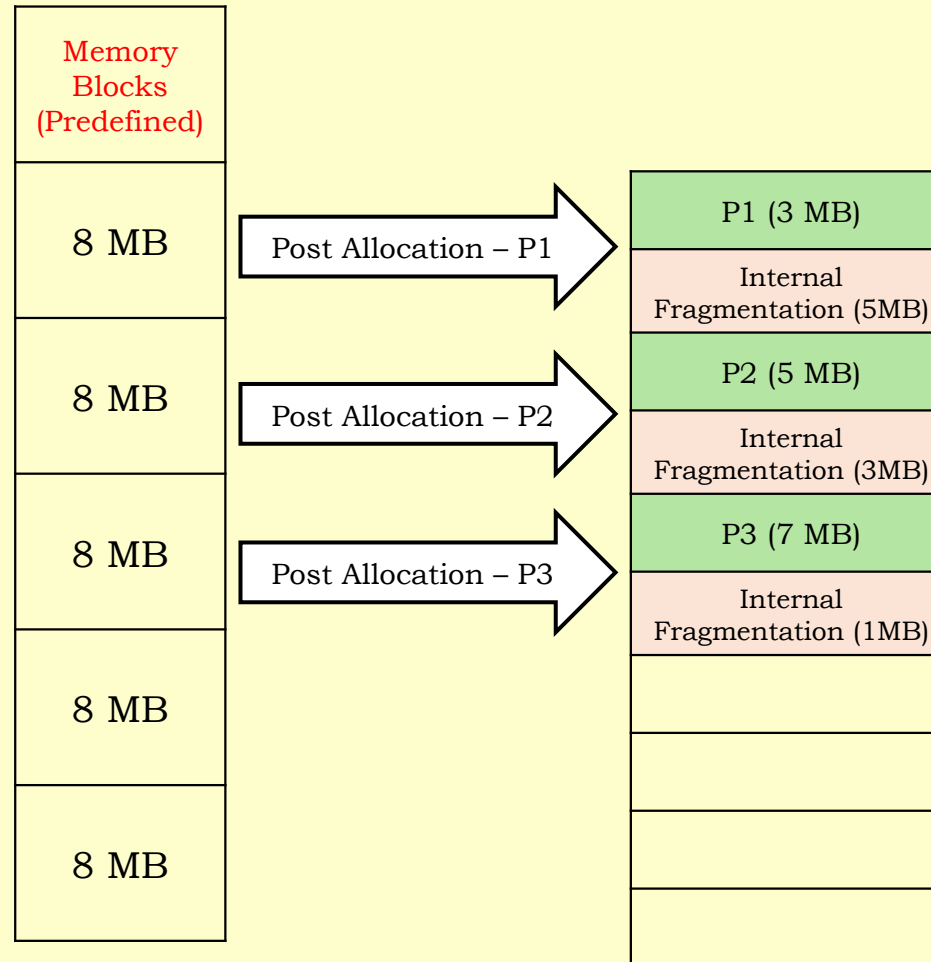 Memory
Blocks
(Predefined)
8 MB
Post Allocation – P1
P1 (3 MB)
Internal
Fragmentation (5MB)
8 MB
Post Allocation – P2
P2 (5 MB)
Internal
Fragmentation (3MB)
8 MB
Post Allocation – P3
P3 (7 MB)
Internal
Fragmentation (1MB)
8 MB
8 MB